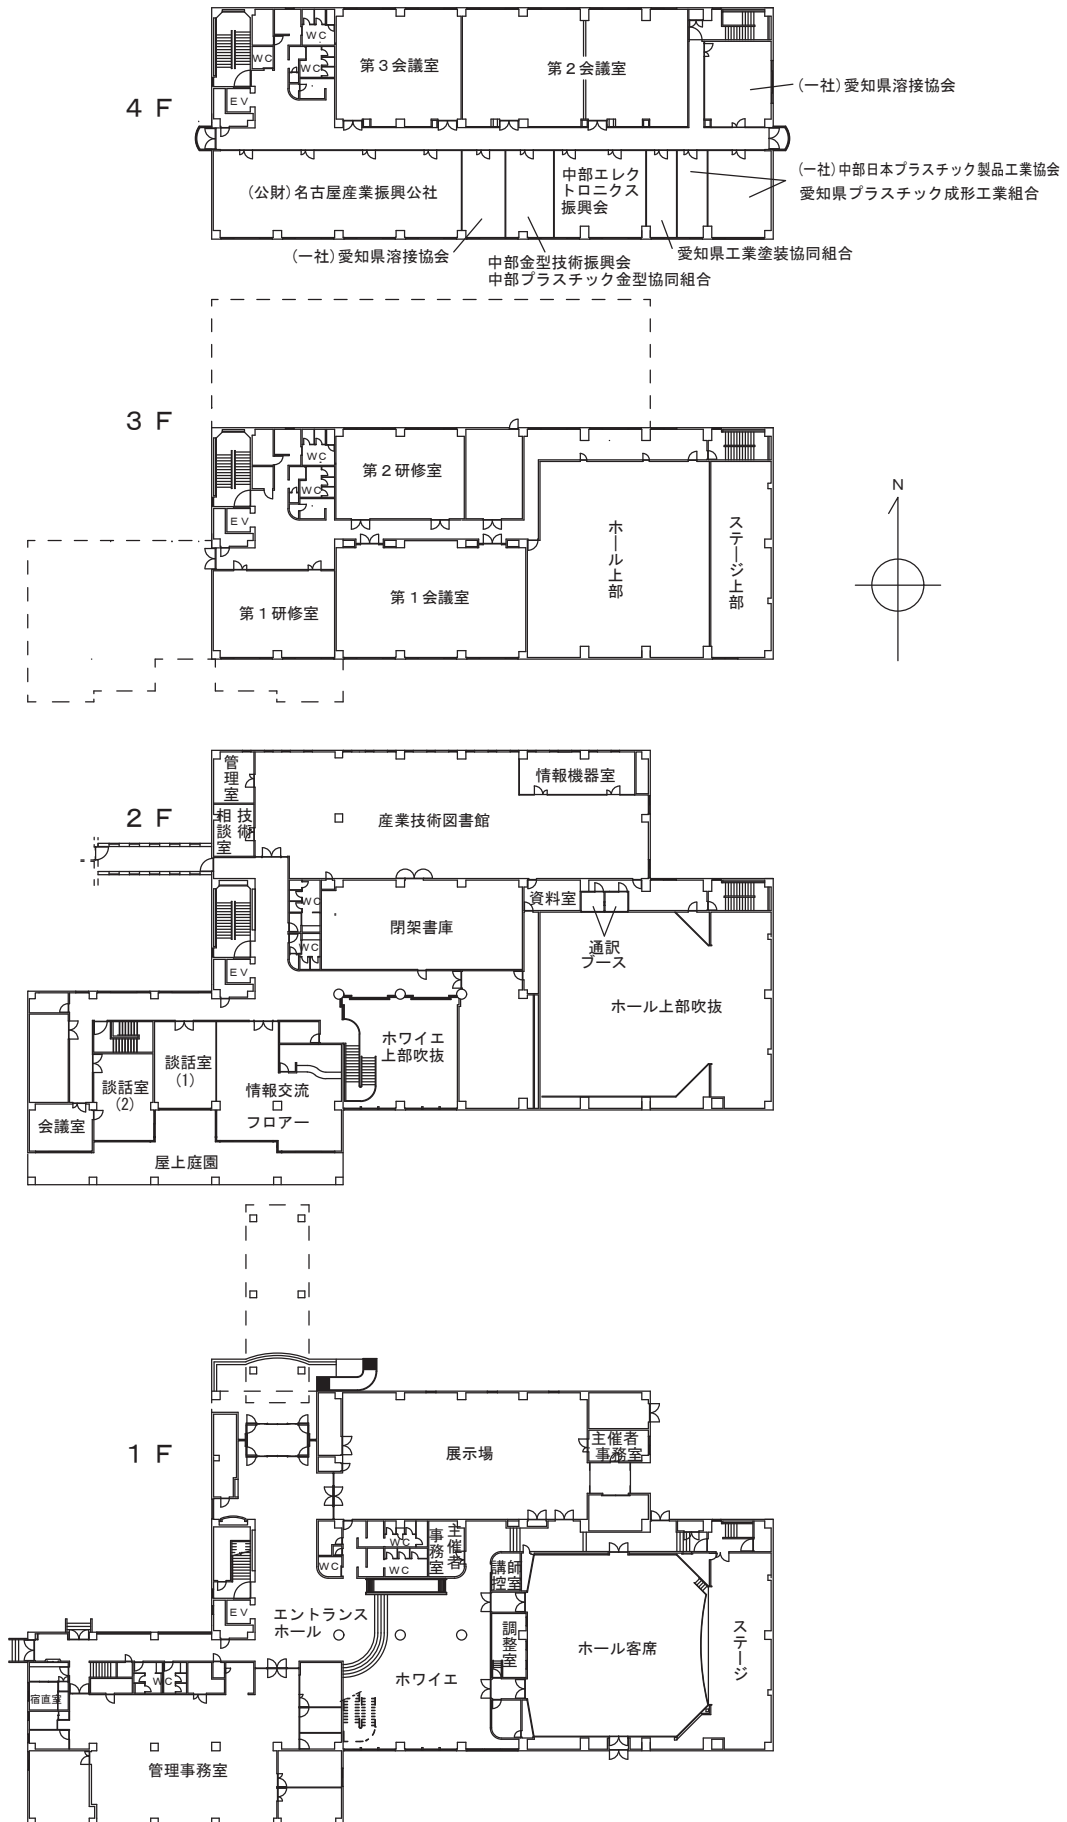 ４Ｆ
WC
WC
WC
EV
第３会議室
第２会議室
(一社)愛知県溶接協会
(公財)名古屋産業振興公社
中部エレク
トロニクス
振興会
(一社)中部日本プラスチック製品工業協会
愛知県プラスチック成形工業組合
(一社)愛知県溶接協会
中部金型技術振興会
中部プラスチック金型協同組合
愛知県工業塗装協同組合
３Ｆ
WC
WC
EV
第２研修室
第１研修室
第１会議室
ホール上部
ステージ上部
N
２Ｆ
管理室
技術
相談室
産業技術図書館
情報機器室
WC
WC
EV
閉架書庫
資料室
通訳
ブース
ホール上部吹抜
ホワイエ
上部吹抜
談話室
(1)
談話室
(2)
情報交流
フロアー
会議室
屋上庭園
１Ｆ
展示場
主催者
事務室
WC
WC
WC
主催者
事務室
講師
控室
EV
エントランス
ホール
ホワイエ
調整室
ホール客席
ステージ
宿直室
WC
管理事務室